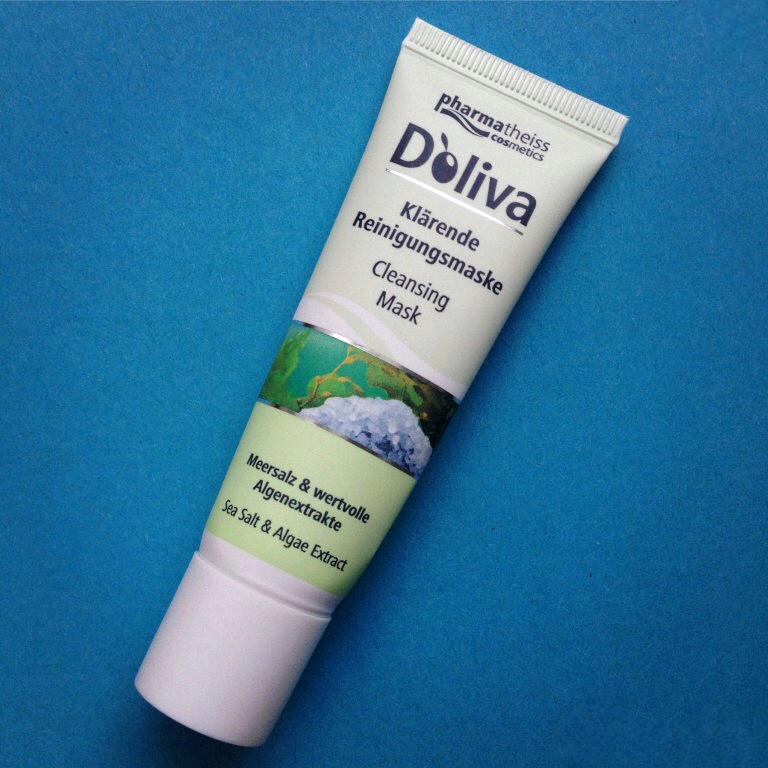 pharmatheiss
cosmetics
Doliva
Klärende
Reinigungsmaske
Cleansing
Mask
Meersalz & wertvolle
Algenextrakte
Sea Salt & Algae Extract